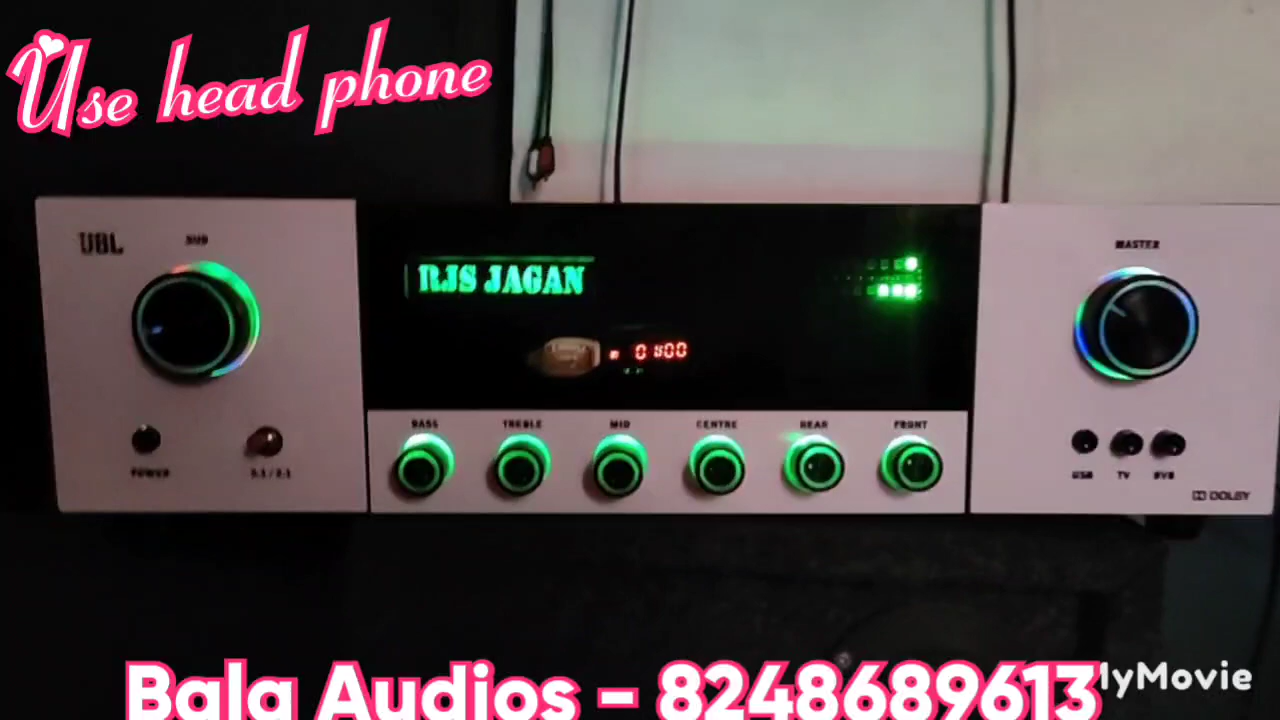 Use head phone
UBL
SUB
MASTER
RJS JAGAN
BASS TREBLE MID CENTRE REAR FRONT
POWER
5.1/2.1
USB TV DVD
DOLBY
Bala Audios - 8248689613
MyMovie